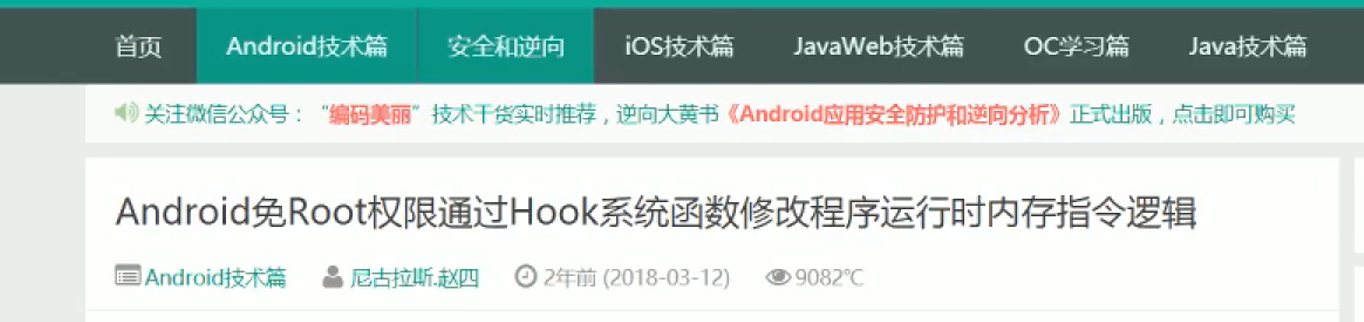 首页 Android技术篇 安全和逆向 iOS技术篇 JavaWeb技术篇 OC学习篇 Java技术篇
关注微信公众号：“编码美丽”技术干货实时推荐，逆向大黄书《Android应用安全防护和逆向分析》正式出版，点击即可购买
Android免Root权限通过Hook系统函数修改程序运行时内存指令逻辑
Android技术篇 尼古拉斯.赵四 2年前 (2018-03-12) 9082℃